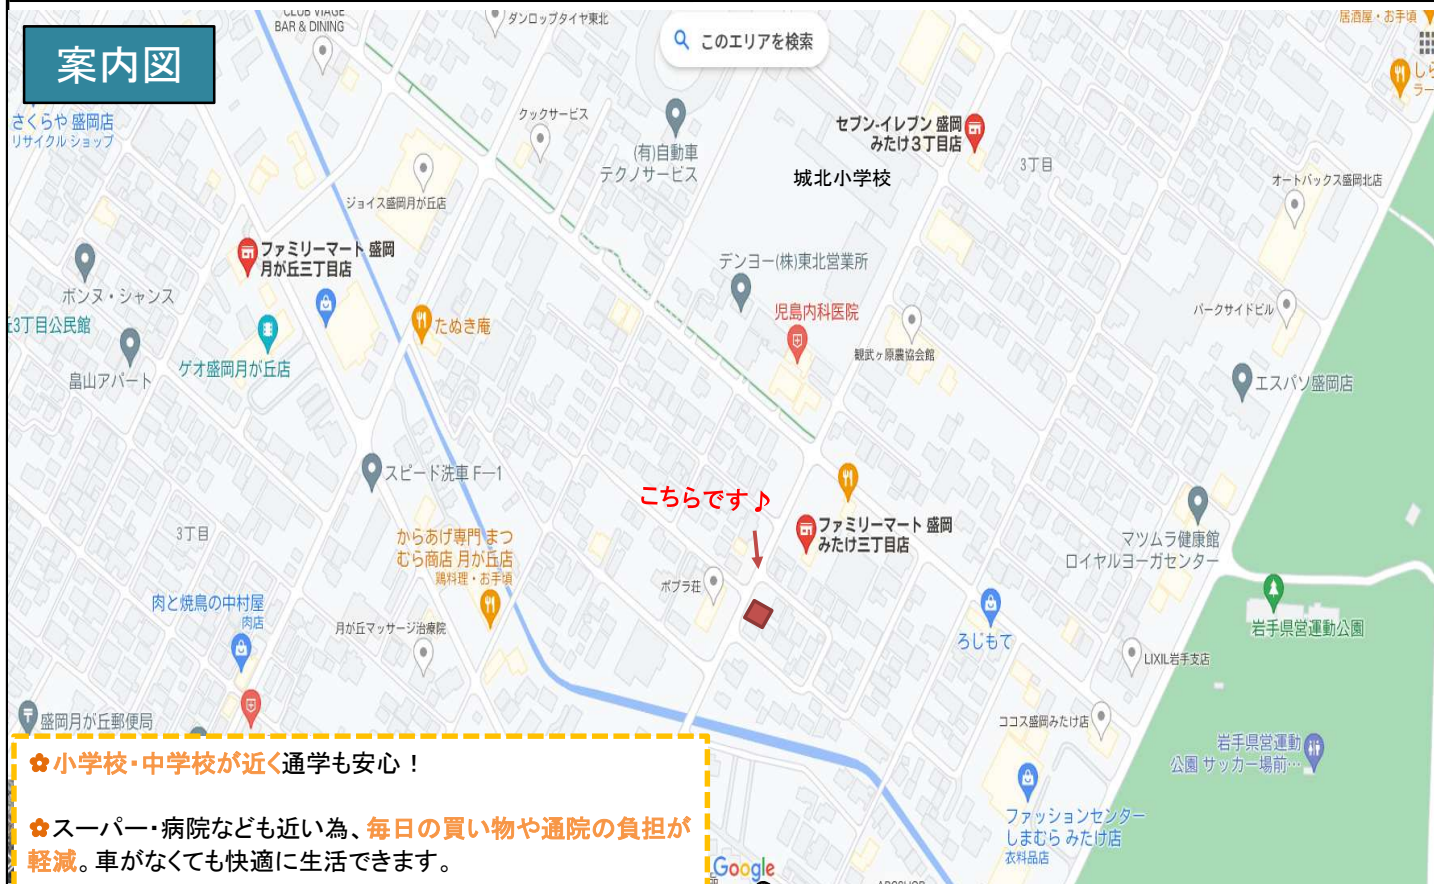 案内図
CLUB VIAGE
BAR & DINING
ダンロップタイヤ東北
このエリアを検索
居酒屋・お手頃
さくらや 盛岡店
リサイクル ショップ
クックサービス
(有)自動車
テクノサービス
セブン-イレブン 盛岡
みたけ3丁目店
城北小学校
3丁目
オートバックス盛岡北店
ジョイス盛岡月が丘店
ファミリーマート 盛岡
月が丘三丁目店
デンヨー(株)東北営業所
ボンヌ・シャンス
児島内科医院
パークサイドビル
丘3丁目公民館
たぬき庵
観武ヶ原農協会館
ゲオ盛岡月が丘店
畠山アパート
エスパソ盛岡店
スピード洗車 F-1
こちらです♪
ファミリーマート 盛岡
みたけ三丁目店
3丁目
からあげ専門 まつ
むら商店 月が丘店
鶏料理・お手頃
マツムラ健康館
ロイヤルヨーガセンター
ポプラ荘
肉と焼鳥の中村屋
肉店
月が丘マッサージ治療院
ろじもて
岩手県営運動公園
LIXIL岩手支店
盛岡月が丘郵便局
ココス盛岡みたけ店
岩手県営運動
公園 サッカー場前…
✿小学校・中学校が近く通学も安心！
✿スーパー・病院なども近い為、毎日の買い物や通院の負担が
軽減。車がなくても快適に生活できます。
ファッションセンター
しまむら みたけ店
衣料品店
Google